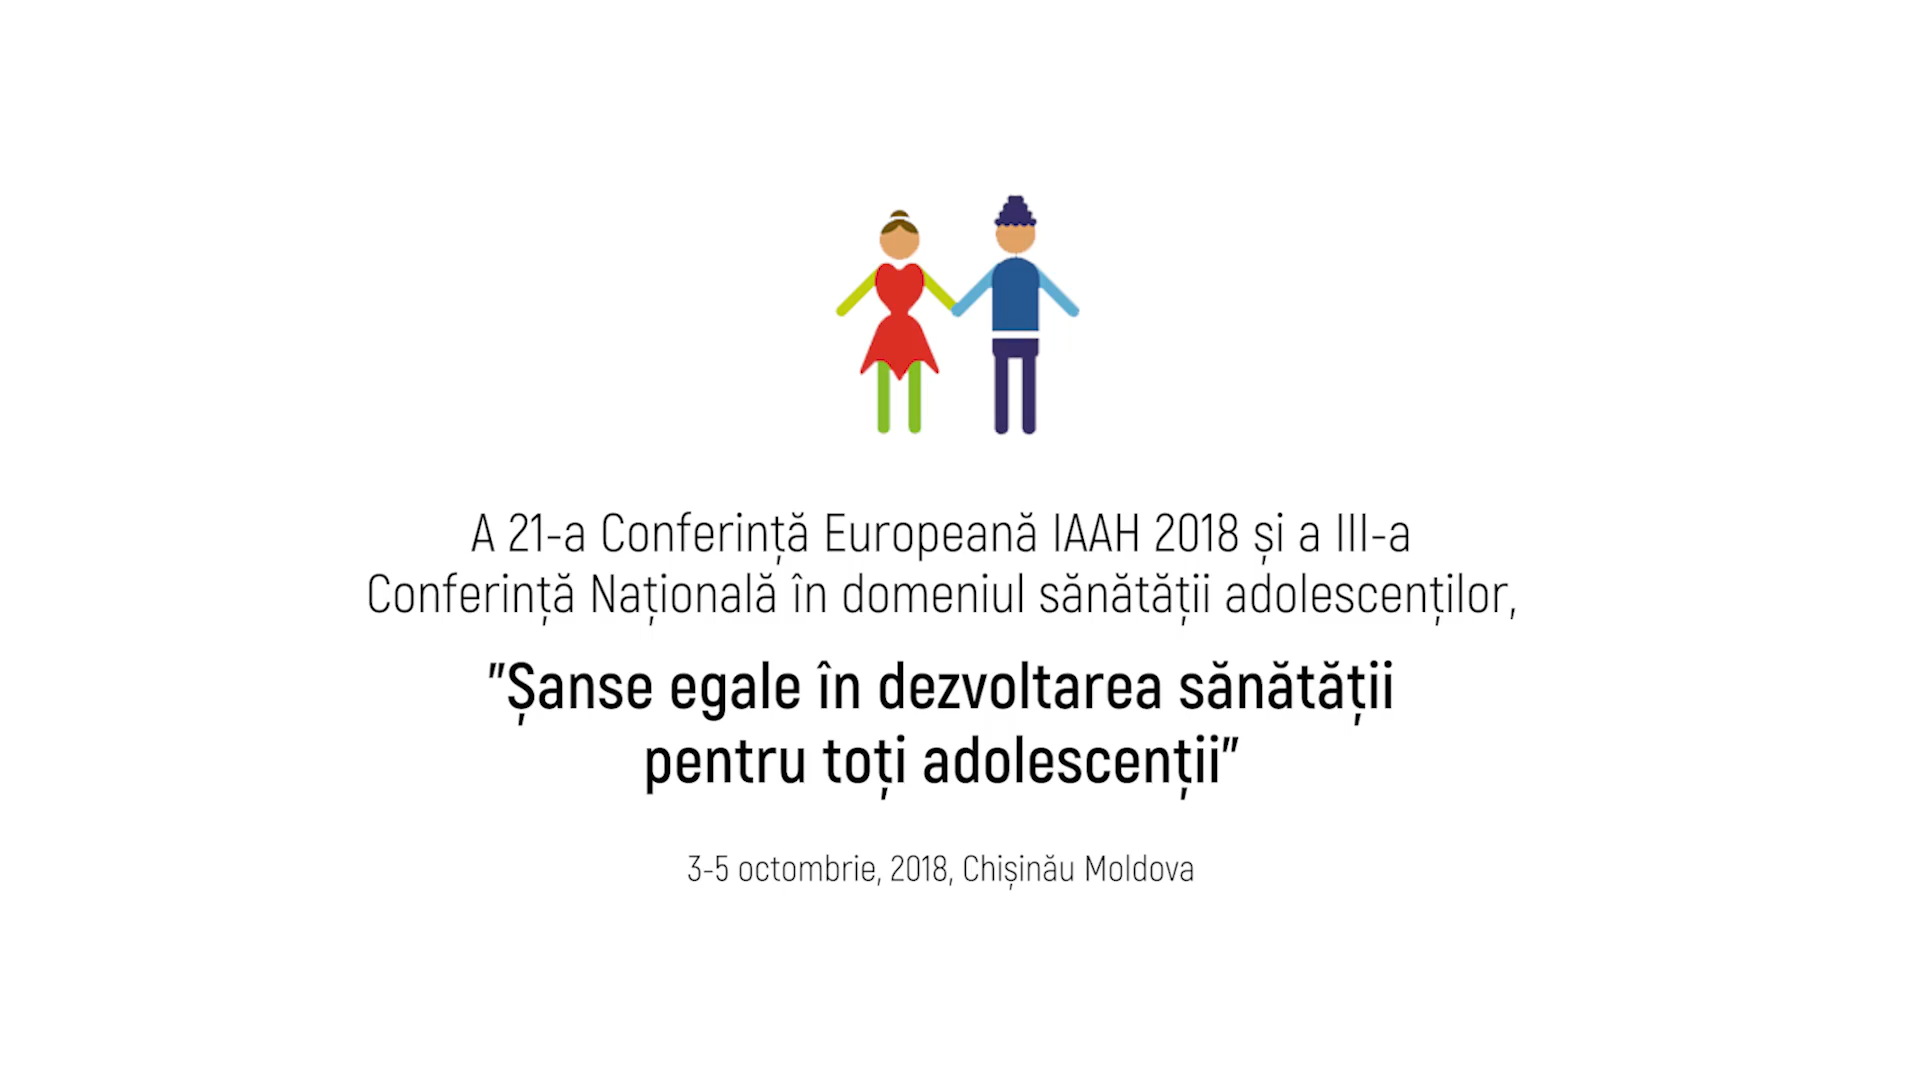 A 21-a Conferință Europeană IAAH 2018 și a III-a
Conferință Națională în domeniul sănătății adolescenților,
"Șanse egale în dezvoltarea sănătății
pentru toți adolescenții"
3-5 octombrie, 2018, Chișinău Moldova